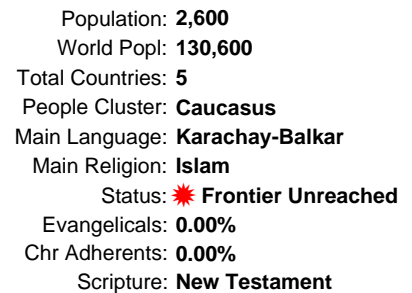 Population: 2,600
World Popl: 130,600
Total Countries: 5
People Cluster: Caucasus
Main Language: Karachay-Balkar
Main Religion: Islam
Status: Frontier Unreached
Evangelicals: 0.00%
Chr Adherents: 0.00%
Scripture: New Testament